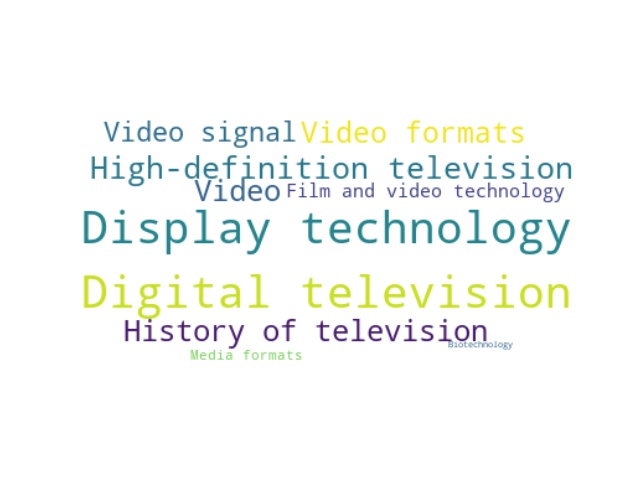 Video signal Video formats
High-definition television
Video Film and video technology
Display technology
Digital television
History of television
Biotechnology
Media formats